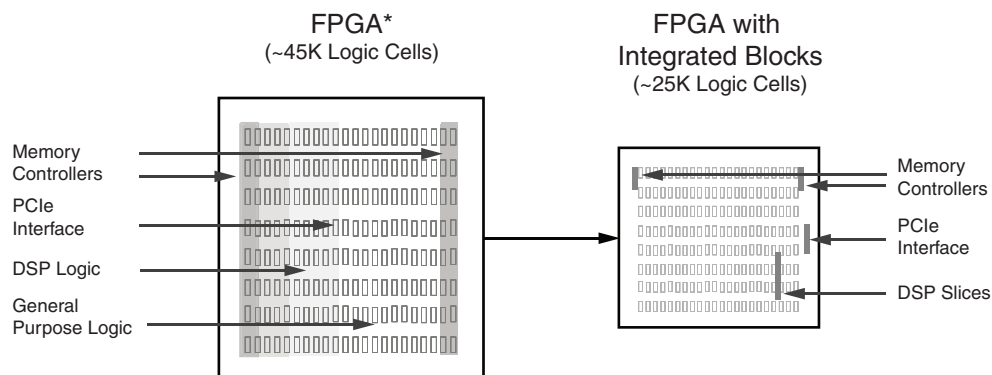 FPGA*
(~45K Logic Cells)
FPGA with
Integrated Blocks
(~25K Logic Cells)
Memory
Controllers
PCIe
Interface
DSP Logic
General
Purpose Logic
Memory
Controllers
PCIe
Interface
DSP Slices